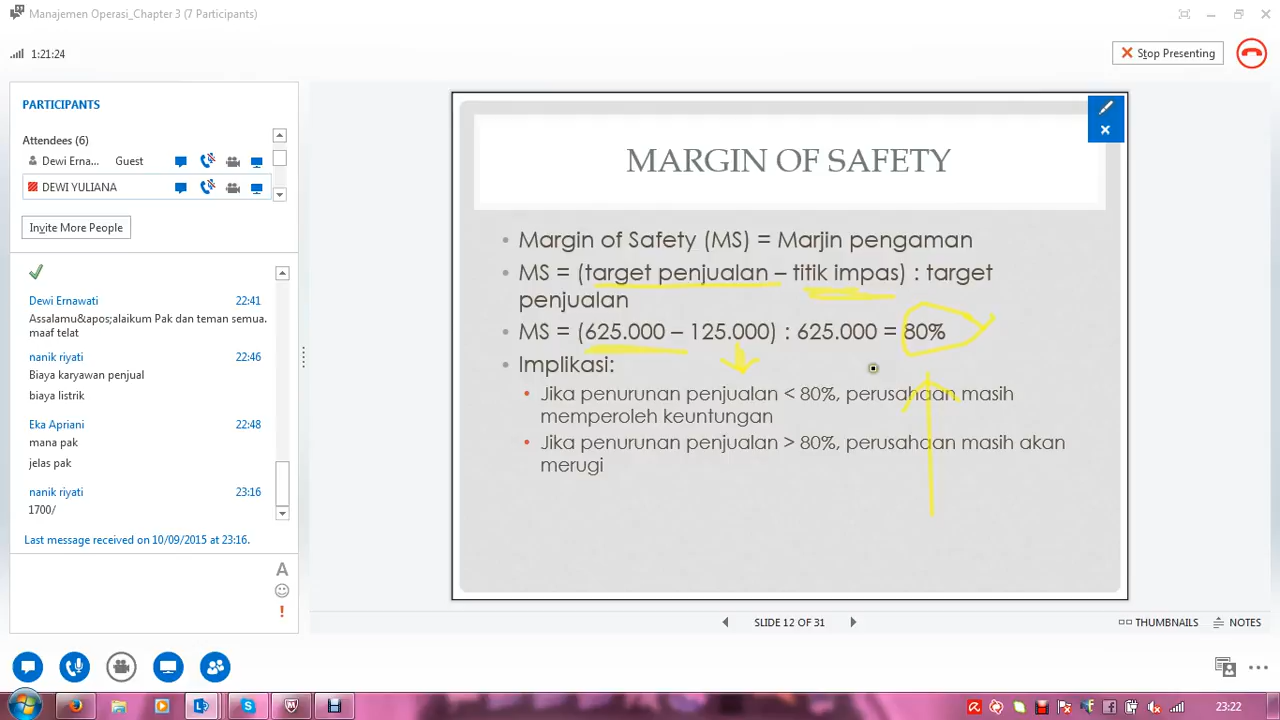 Manajemen Operasi_Chapter 3 (7 Participants)
1:21:24
Stop Presenting
PARTICIPANTS
Attendees (6)
Dewi Erna... Guest
DEWI YULIANA
Invite More People
Dewi Ernawati 22:41
Assalamu&apos;alaikum Pak dan teman semua.
maaf telat
nanik riyati 22:46
Biaya karyawan penjual
biaya listrik
Eka Apriani 22:48
mana pak
jelas pak
nanik riyati 23:16
1700/
Last message received on 10/09/2015 at 23:16.
A
!
MARGIN OF SAFETY
• Margin of Safety (MS) = Marjin pengaman
• MS = (target penjualan – titik impas) : target
penjualan
• MS = (625.000 – 125.000) : 625.000 = 80%
• Implikasi:
• Jika penurunan penjualan < 80%, perusahaan masih
memperoleh keuntungan
• Jika penurunan penjualan > 80%, perusahaan masih akan
merugi
SLIDE 12 OF 31
THUMBNAILS
NOTES
23:22